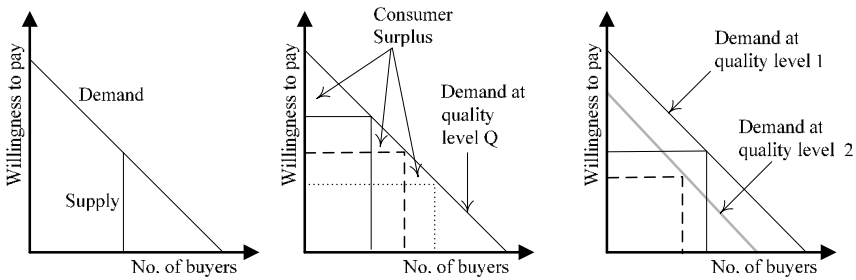 Willingness to pay
Demand
Supply
No. of buyers
Willingness to pay
Consumer
Surplus
Demand at
quality
level Q
No. of buyers
Willingness to pay
Demand at
quality level 1
Demand at
quality level 2
No. of buyers